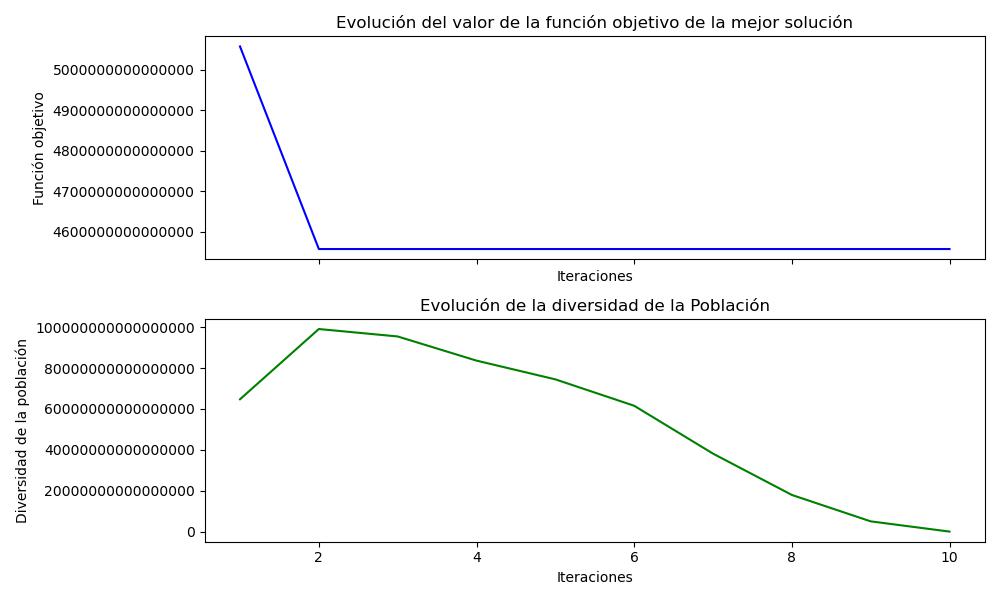 Evolución del valor de la función objetivo de la mejor solución
Función objetivo
5000000000000000
4900000000000000
4800000000000000
4700000000000000
4600000000000000
Iteraciones
Evolución de la diversidad de la Población
Diversidad de la población
100000000000000000
80000000000000000
60000000000000000
40000000000000000
20000000000000000
0
2 4 6 8 10
Iteraciones